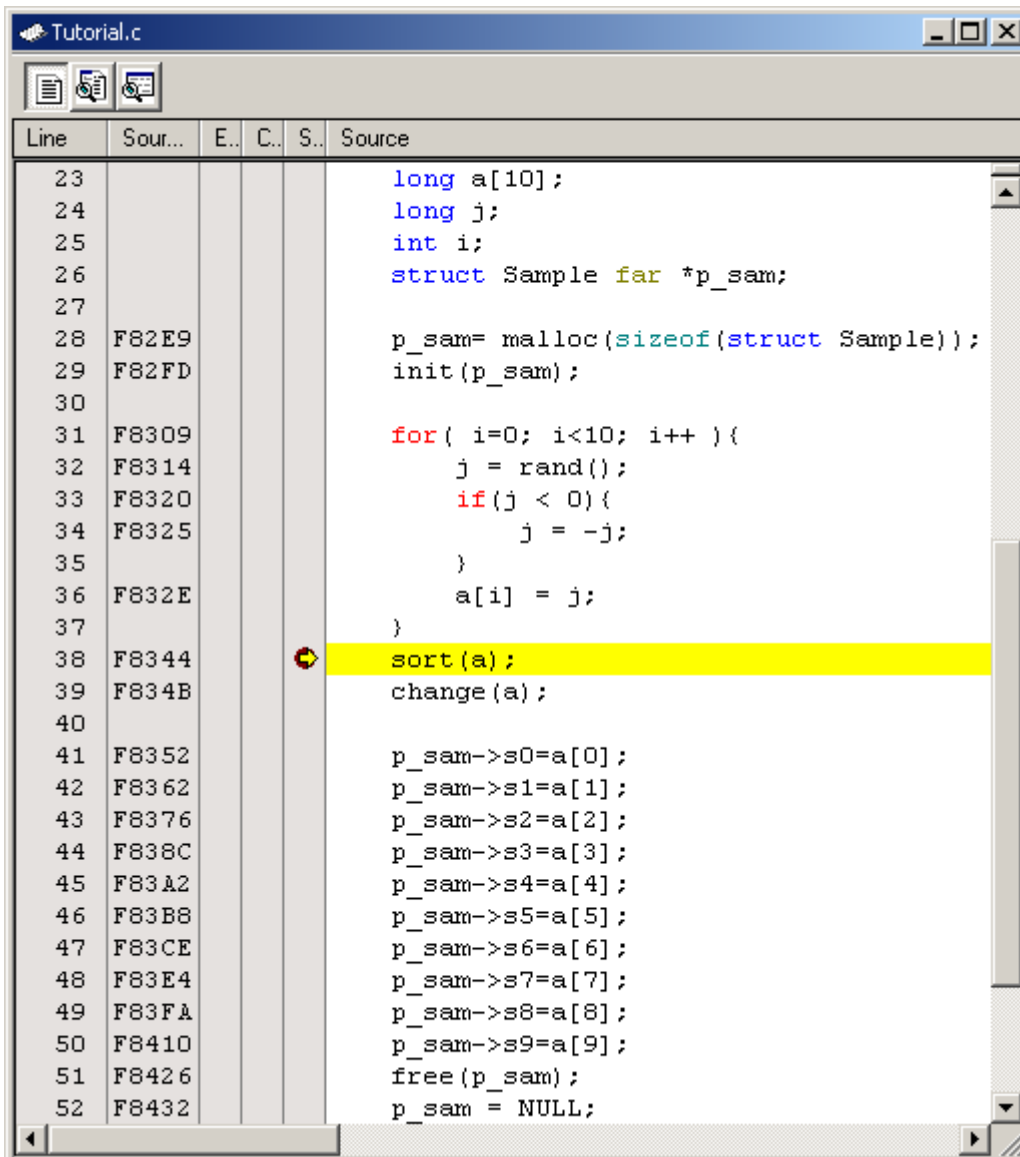 Tutorial.c
Line Sour... E.. C.. S.. Source
23 long a[10];
24 long j;
25 int i;
26 struct Sample far *p_sam;
27
28 F82E9 p_sam= malloc(sizeof(struct Sample));
29 F82FD init(p_sam);
30
31 F8309 for( i=0; i<10; i++ ){
32 F8314 j = rand();
33 F8320 if(j < 0){
34 F8325 j = -j;
35 }
36 F832E a[i] = j;
37 }
38 F8344 sort(a);
39 F834B change(a);
40
41 F8352 p_sam->s0=a[0];
42 F8362 p_sam->s1=a[1];
43 F8376 p_sam->s2=a[2];
44 F838C p_sam->s3=a[3];
45 F83A2 p_sam->s4=a[4];
46 F83B8 p_sam->s5=a[5];
47 F83CE p_sam->s6=a[6];
48 F83E4 p_sam->s7=a[7];
49 F83FA p_sam->s8=a[8];
50 F8410 p_sam->s9=a[9];
51 F8426 free(p_sam);
52 F8432 p_sam = NULL;